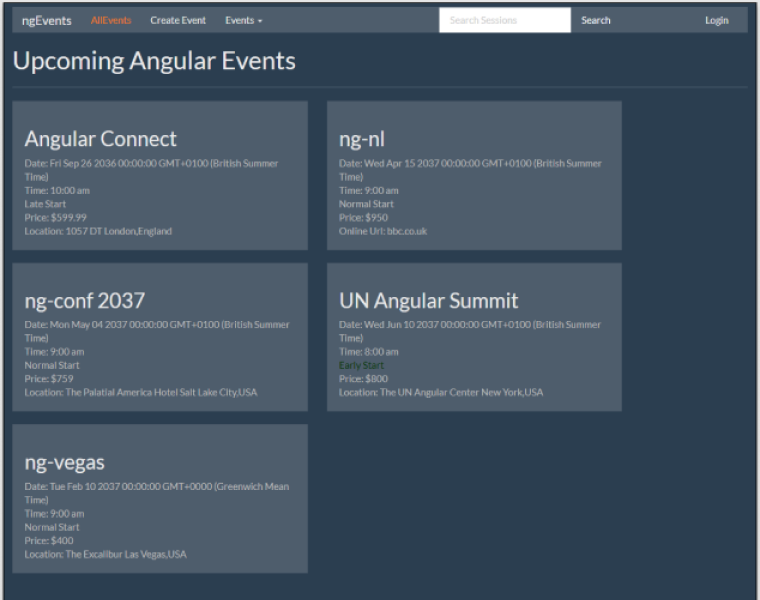 ngEvents AllEvents Create Event Events Search Sessions Search Login
Upcoming Angular Events
Angular Connect
Date: Fri Sep 26 2036 00:00:00 GMT+0100 (British Summer
Time)
Time: 10:00 am
Late Start
Price: $599.99
Location: 1057 DT London,England
ng-nl
Date: Wed Apr 15 2037 00:00:00 GMT+0100 (British Summer
Time)
Time: 9:00 am
Normal Start
Price: $950
Online Url: bbc.co.uk
ng-conf 2037
Date: Mon May 04 2037 00:00:00 GMT+0100 (British Summer
Time)
Time: 9:00 am
Normal Start
Price: $759
Location: The Palatial America Hotel Salt Lake City,USA
UN Angular Summit
Date: Wed Jun 10 2037 00:00:00 GMT+0100 (British Summer
Time)
Time: 8:00 am
Early Start
Price: $800
Location: The UN Angular Center New York,USA
ng-vegas
Date: Tue Feb 10 2037 00:00:00 GMT+0000 (Greenwich Mean
Time)
Time: 9:00 am
Normal Start
Price: $400
Location: The Excalibur Las Vegas,USA